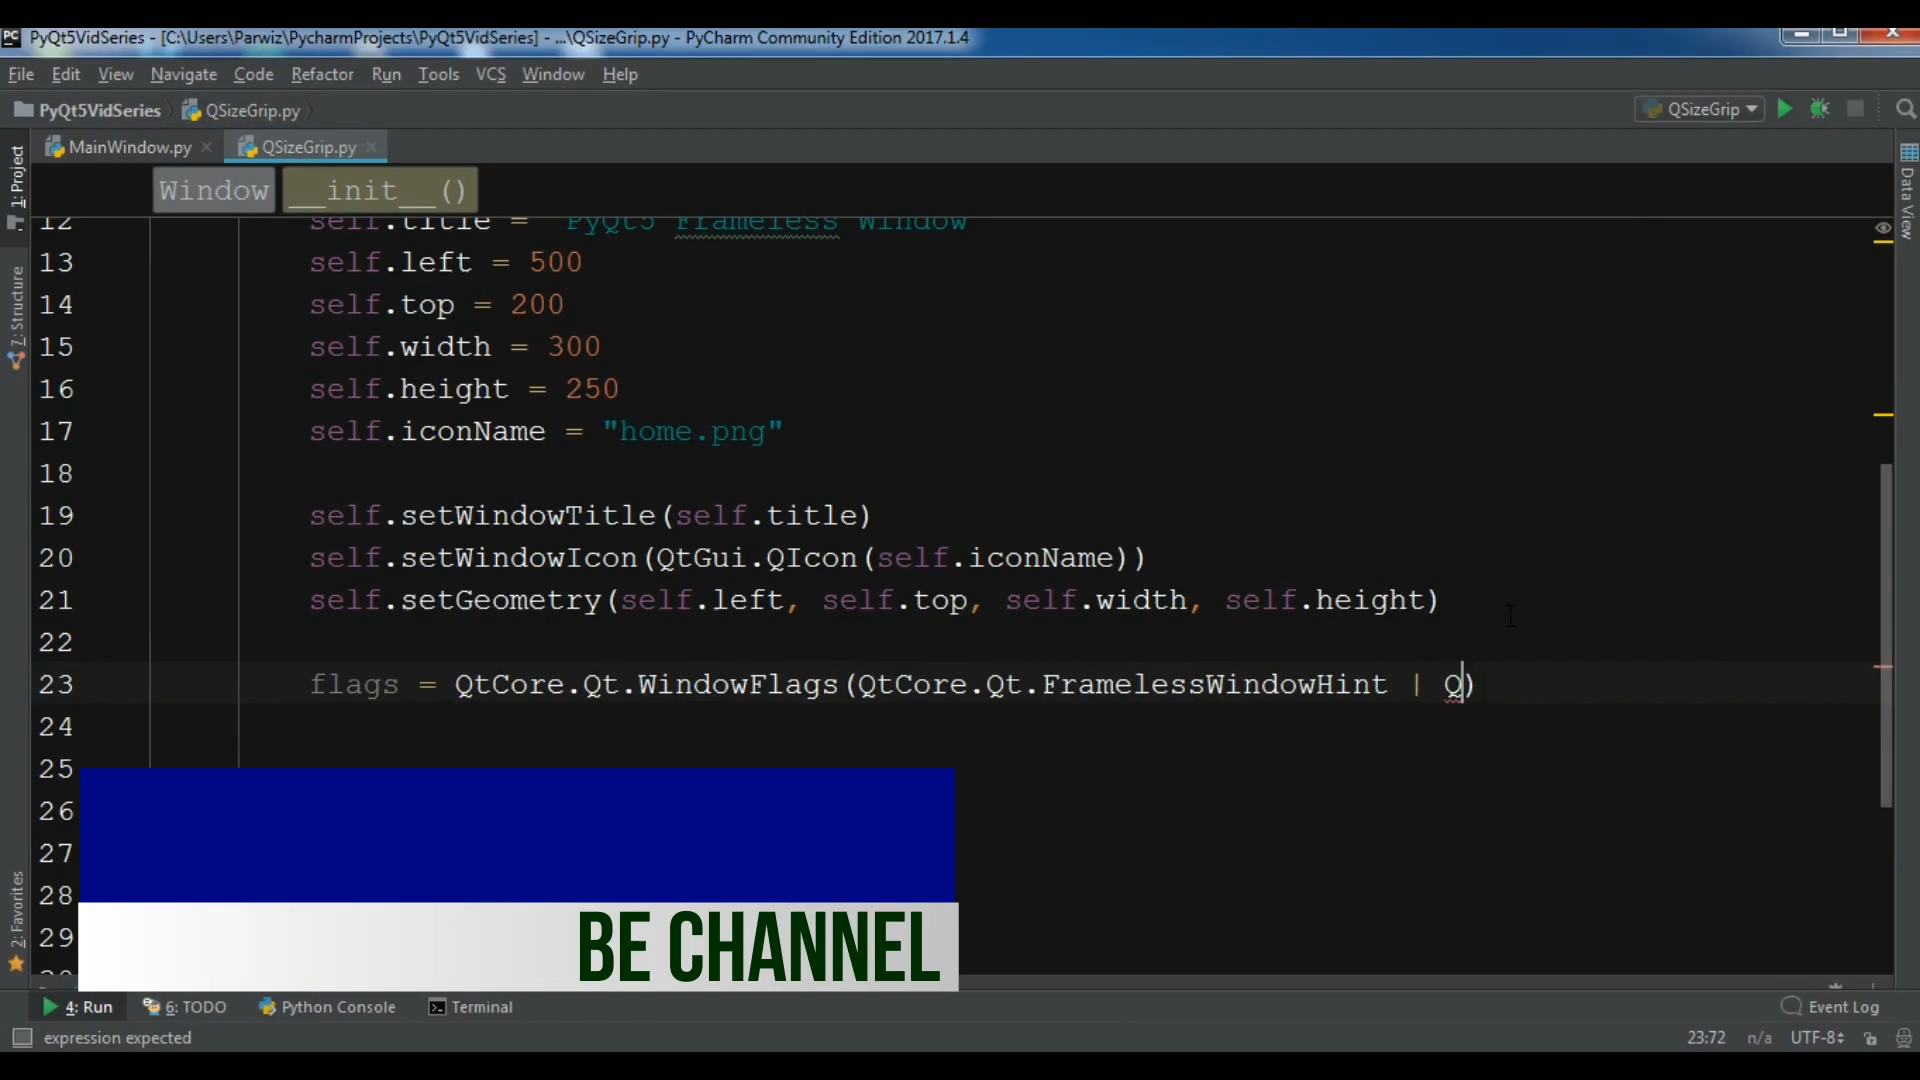 PC PyQt5VidSeries - [C:\Users\Parwiz\PycharmProjects\PyQt5VidSeries] - ...\QSizeGrip.py - PyCharm Community Edition 2017.1.4
File Edit View Navigate Code Refactor Run Tools VCS Window Help
PyQt5VidSeries QSizeGrip.py QSizeGrip
MainWindow.py QSizeGrip.py
1: Project
7: Structure
2: Favorites
Data View
Window __init__()
12 self.title = PyQt5 Frameless Window
13 self.left = 500
14 self.top = 200
15 self.width = 300
16 self.height = 250
17 self.iconName = "home.png"
18
19 self.setWindowTitle(self.title)
20 self.setWindowIcon(QtGui.QIcon(self.iconName))
21 self.setGeometry(self.left, self.top, self.width, self.height)
22
23 flags = QtCore.Qt.WindowFlags(QtCore.Qt.FramelessWindowHint | Q)
24
25
26
27
28
29
BE CHANNEL
4: Run 6: TODO Python Console Terminal Event Log
expression expected 23:72 n/a UTF-8